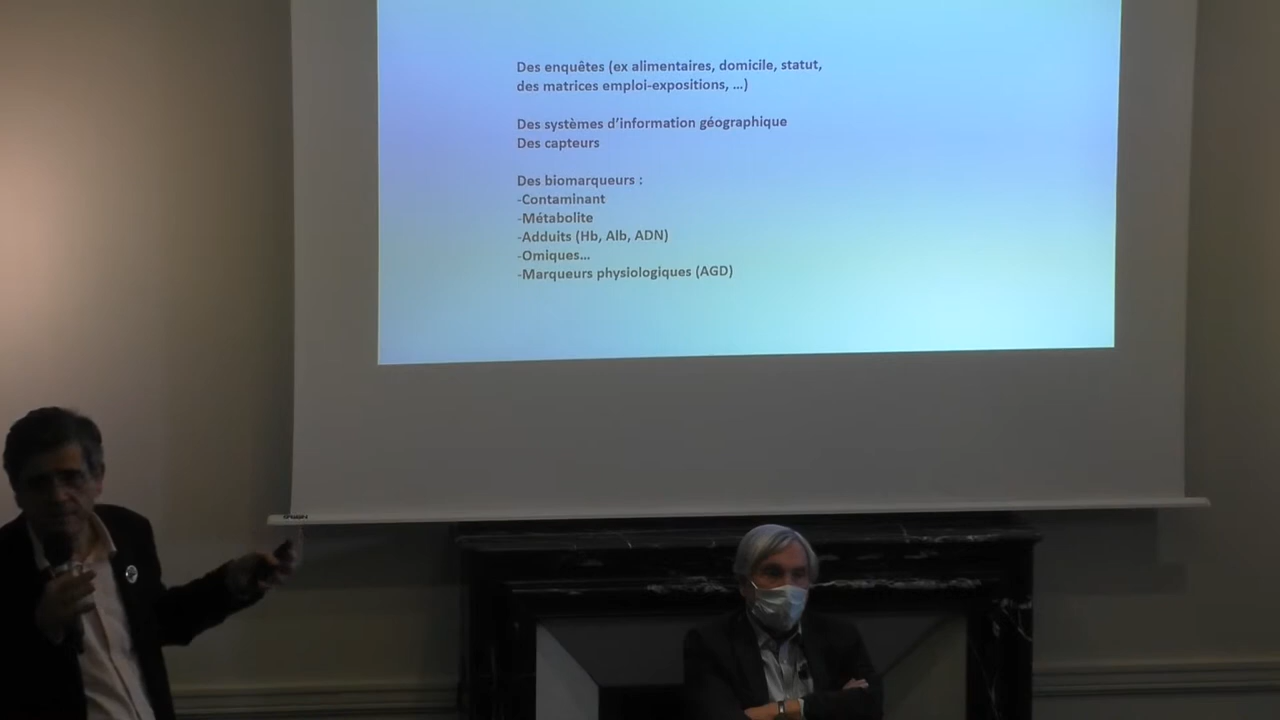 Des enquêtes (ex alimentaires, domicile, statut,
des matrices emploi-expositions, ...)
Des systèmes d'information géographique
Des capteurs
Des biomarqueurs :
-Contaminant
-Métabolite
-Adduits (Hb, Alb, ADN)
-Omiques...
-Marqueurs physiologiques (AGD)